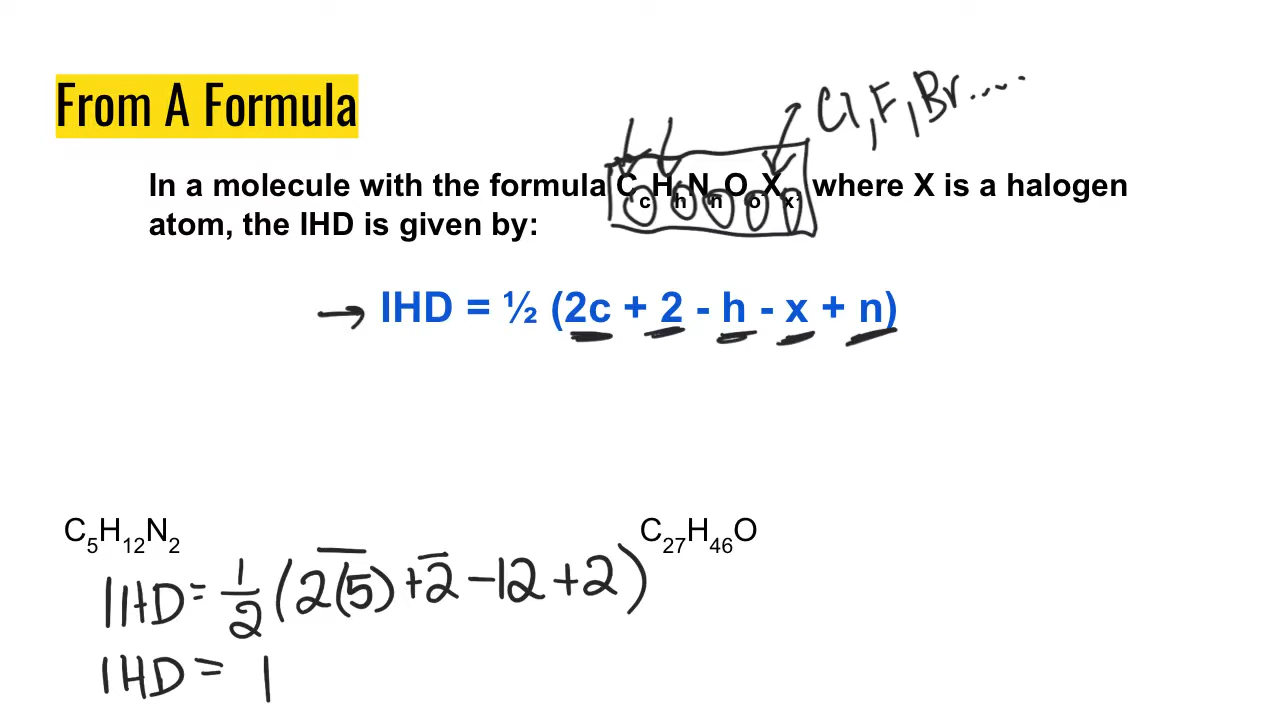 From A Formula
Cl, F, Br.....
In a molecule with the formula CcHhNnOoXx, where X is a halogen
atom, the IHD is given by:
→ IHD = ½ (2c + 2 - h - x + n)
C5H12N2
C27H46O
IHD = 1/2 (2(5) + 2 - 12 + 2)
IHD = 1